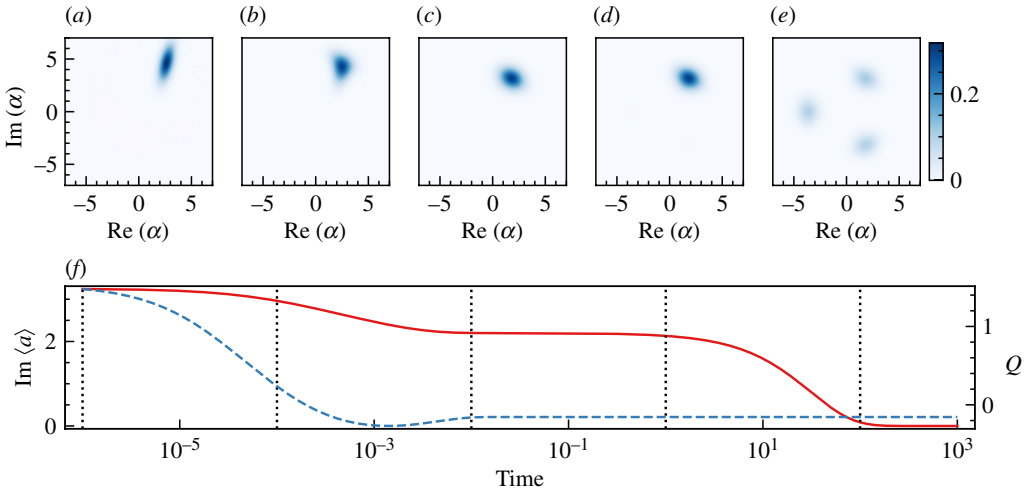 (a) (b) (c) (d) (e)
5
0
−5
Im (α)
0.2
0
−5 0 5 −5 0 5 −5 0 5 −5 0 5 −5 0 5
Re (α) Re (α) Re (α) Re (α) Re (α)
(f)
2
0
Im ⟨a⟩
1
0
Q
10⁻⁵ 10⁻³ 10⁻¹ 10¹ 10³
Time